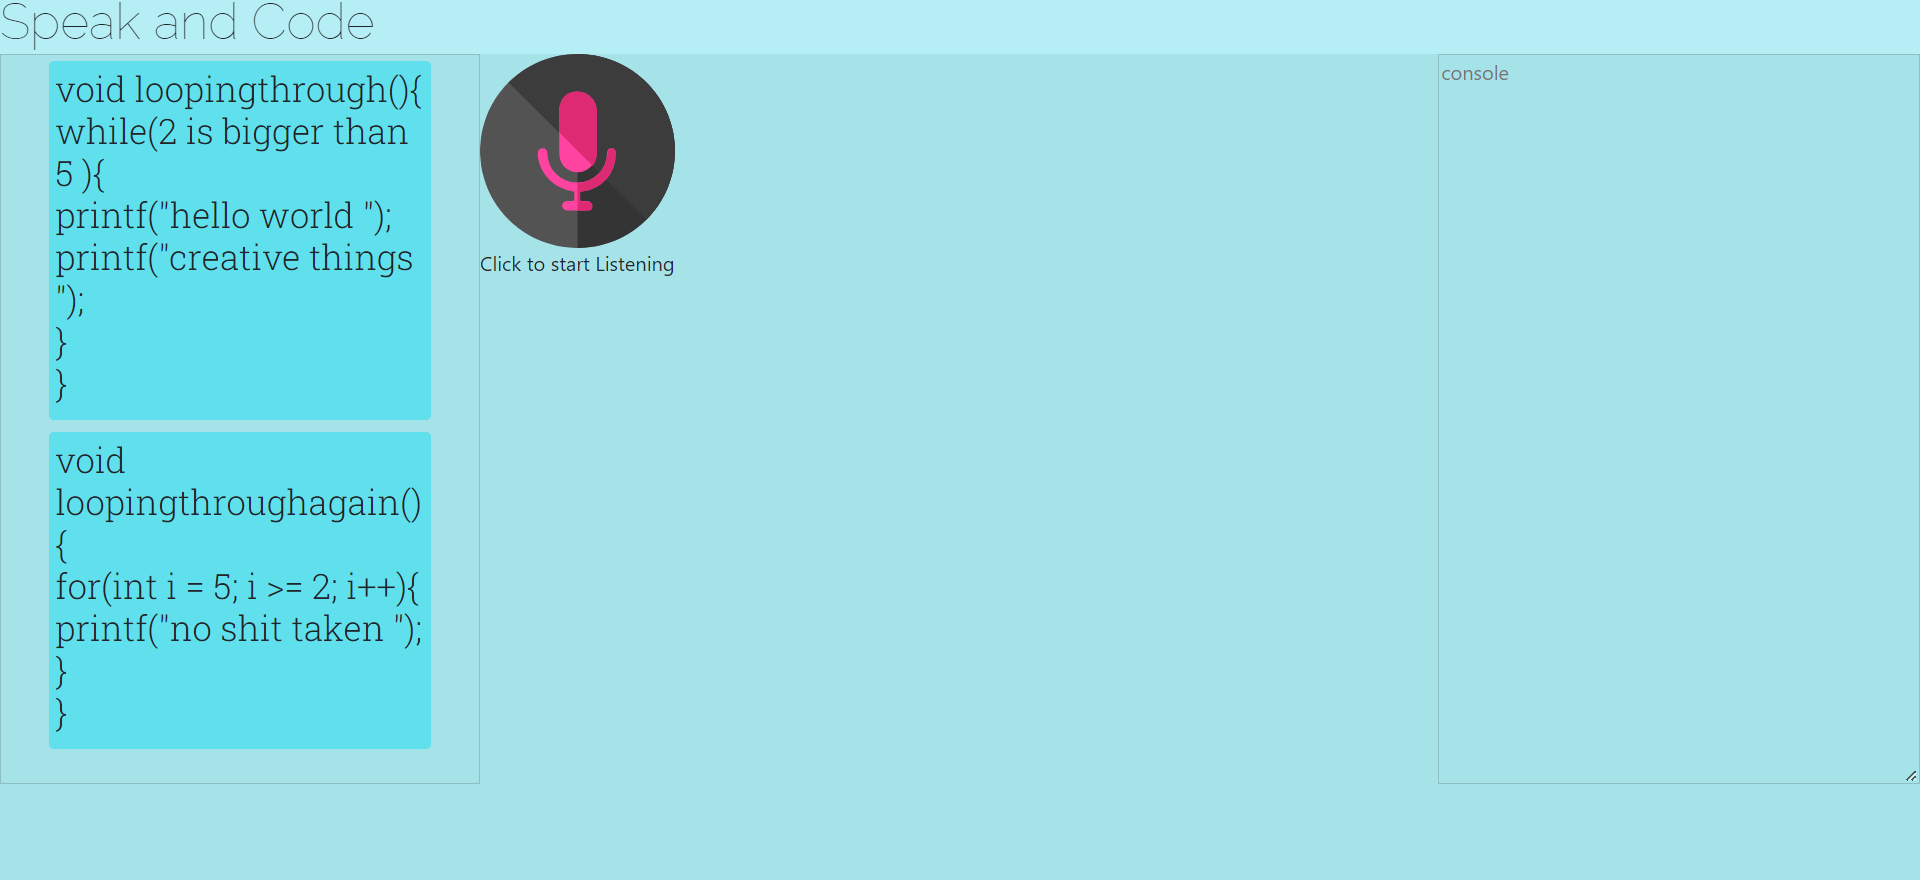 Speak and Code
void loopingthrough(){
while(2 is bigger than
5 ){
printf("hello world ");
printf("creative things
");
}
}
void
loopingthroughagain()
{
for(int i = 5; i >= 2; i++){
printf("no shit taken ");
}
}
Click to start Listening
console